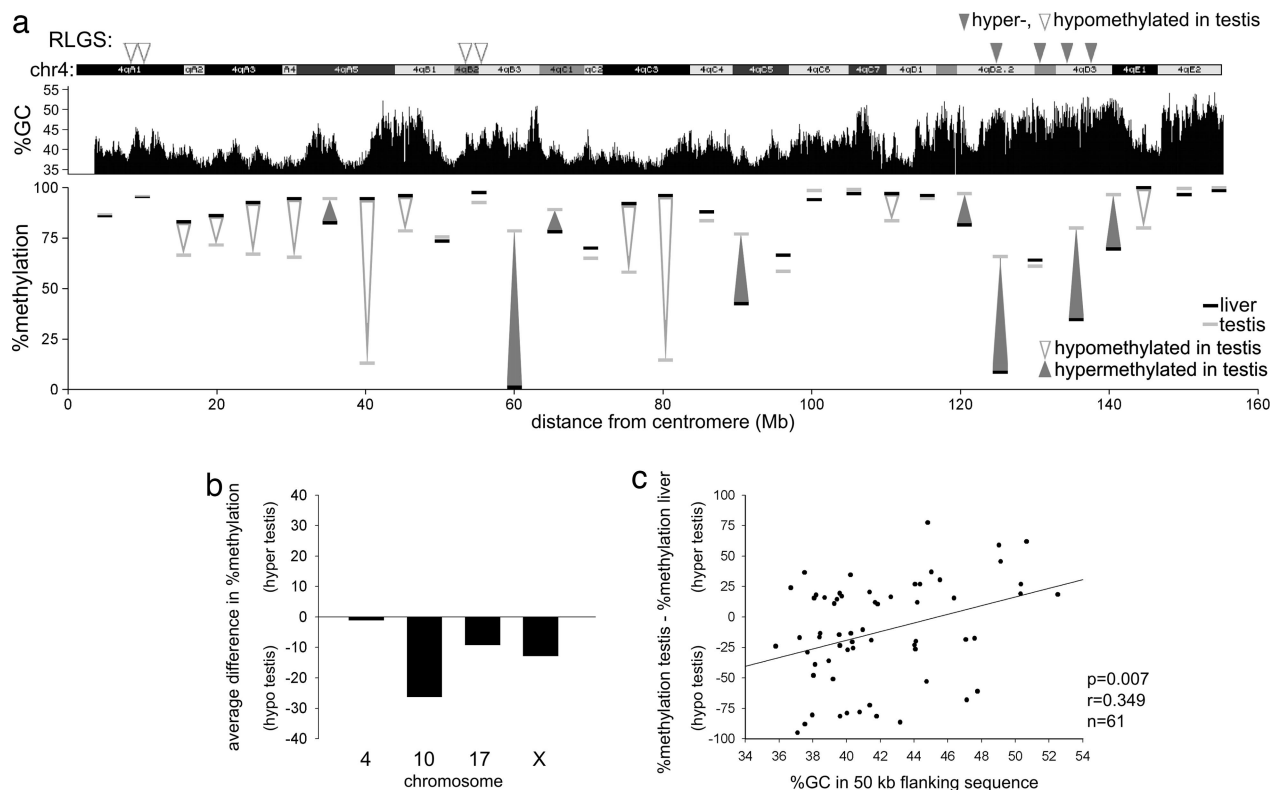 a
RLGS:
hyper-, hypomethylated in testis
chr4: 4qA1 qA2 4qA3 A4 4qA5 4qB1 4qB2 4qB3 4qC1 qC2 4qC3 4qC4 4qC5 4qC6 4qC7 4qD1 4qD2.2 4qD3 4qE1 4qE2
%GC
55
45
40
35
%methylation
100
75
50
25
0
liver
testis
hypomethylated in testis
hypermethylated in testis
0 20 40 60 80 100 120 140 160
distance from centromere (Mb)
b
average difference in %methylation
(hypo testis) (hyper testis)
40
30
20
10
0
-10
-20
-30
-40
4 10 17 X
chromosome
c
%methylation testis - %methylation liver
(hypo testis) (hyper testis)
100
75
50
25
0
-25
-50
-75
-100
p=0.007
r=0.349
n=61
34 36 38 40 42 44 46 48 50 52 54
%GC in 50 kb flanking sequence